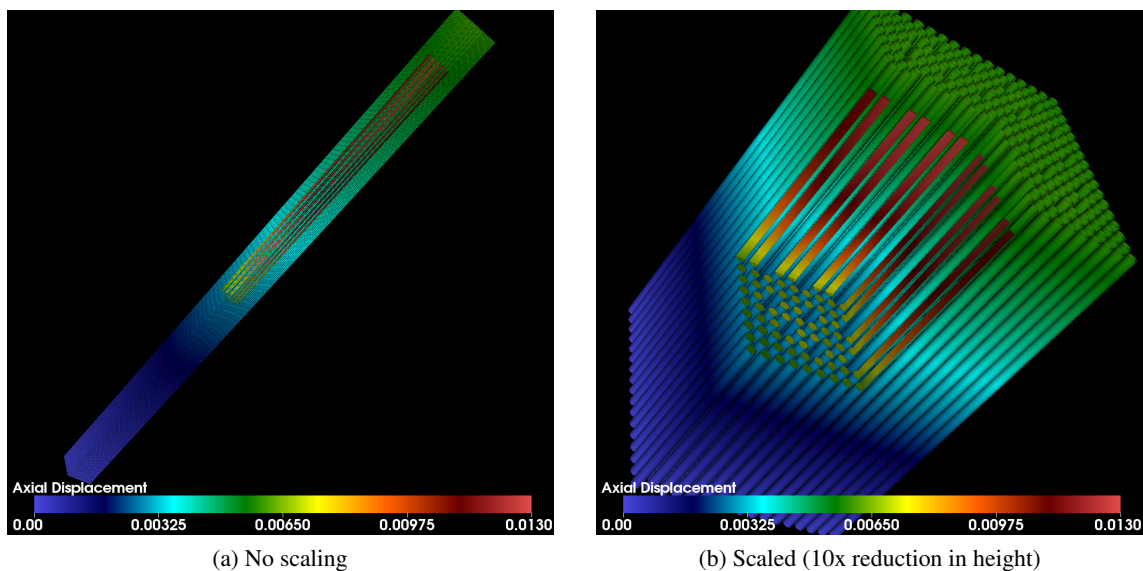 Axial Displacement
0.00 0.00325 0.00650 0.00975 0.0130
(a) No scaling
Axial Displacement
0.00 0.00325 0.00650 0.00975 0.0130
(b) Scaled (10x reduction in height)